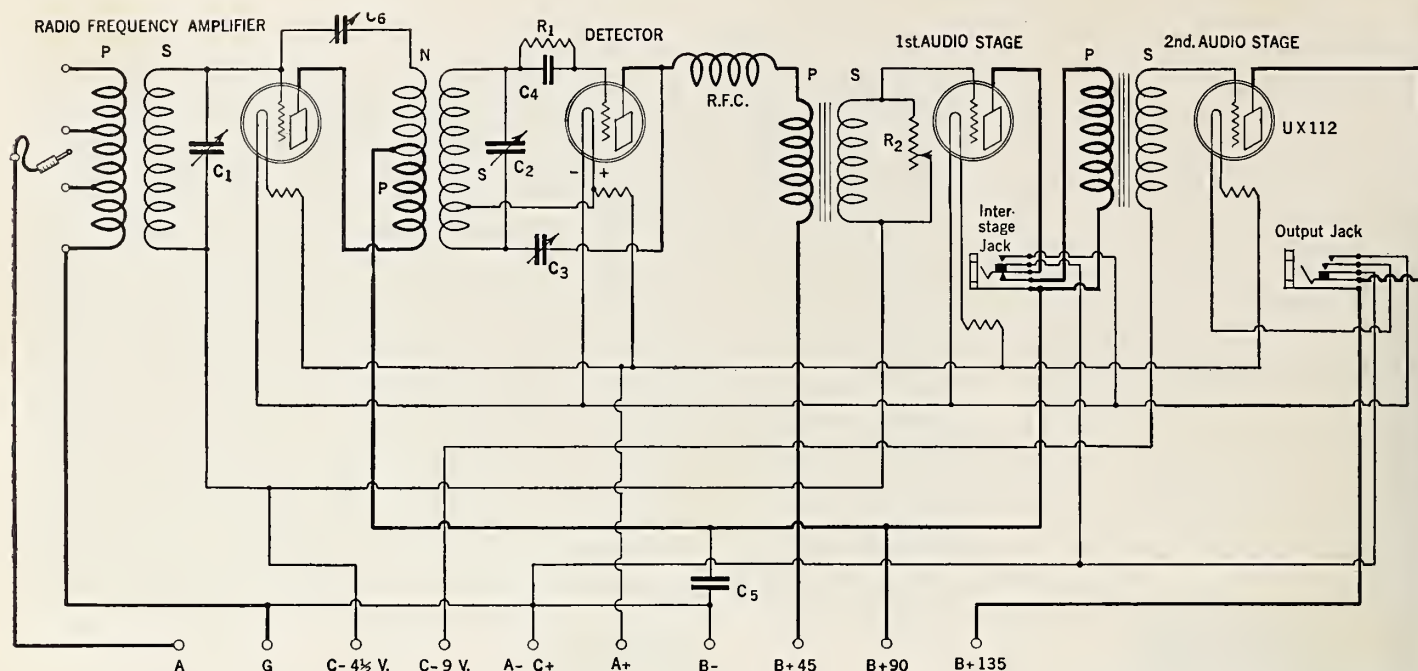 RADIO FREQUENCY AMPLIFIER
C6
N
R1
DETECTOR
1st. AUDIO STAGE
2nd. AUDIO STAGE
P
S
C1
C4
R.F.C.
P
S
P
S
P
S
C2
- +
R2
UX112
C3
Inter-
stage
Jack
Output Jack
C5
A
G
C-4½ V.
C-9 V.
A- C+
A+
B-
B+45
B+90
B+135